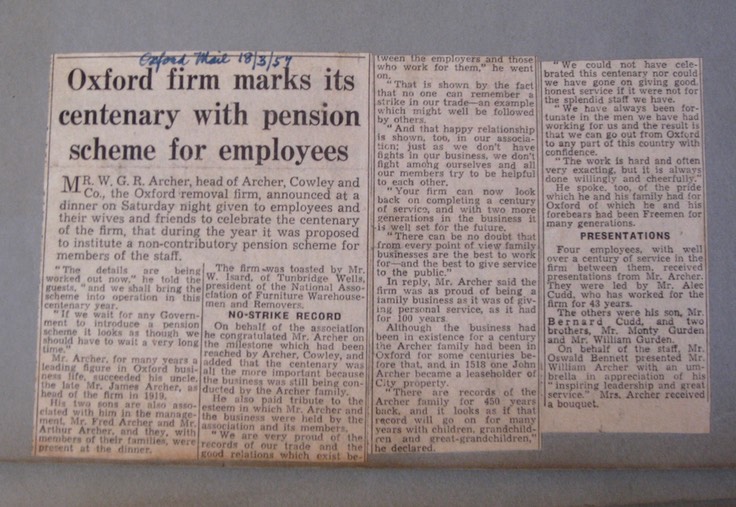 Oxford Mail 18/3/57
Oxford firm marks its
centenary with pension
scheme for employees
MR. W. G. R. Archer, head of Archer, Cowley and
Co., the Oxford removal firm, announced at a
dinner on Saturday night given to employees and
their wives and friends to celebrate the centenary
of the firm, that during the year it was proposed
to institute a non-contributory pension scheme for
members of the staff.
"The details are being
worked out now," he told the
guests, "and we shall bring the
scheme into operation in this
centenary year.
"If we wait for any Govern-
ment to introduce a pension
scheme it looks as though we
should have to wait a very long
time."
Mr. Archer, for many years a
leading figure in Oxford busi-
ness life, succeeded his uncle,
the late Mr. James Archer, as
head of the firm in 1919.
His two sons are also asso-
ciated with him in the manage-
ment, Mr. Fred Archer and Mr.
Arthur Archer, and they, with
members of their families, were
present at the dinner.
The firm was toasted by Mr.
W. Isard, of Tunbridge Wells,
president of the National Asso-
ciation of Furniture Warehouse-
men and Removers.
NO-STRIKE RECORD
On behalf of the association
he congratulated Mr. Archer on
the milestone which had been
reached by Archer, Cowley, and
added that the centenary was
all the more important because
the business was still being con-
ducted by the Archer family.
He also paid tribute to the
esteem in which Mr. Archer and
the business were held by the
association and its members.
"We are very proud of the
records of our trade and the
good relations which exist be-
tween the employers and those
who work for them," he went
on.
"That is shown by the fact
that no one can remember a
strike in our trade—an example
which might well be followed
by others.
"And that happy relationship
is shown, too, in our associa-
tion; just as we don't have
fights in our business, we don't
fight among ourselves and all
our members try to be helpful
to each other.
"Your firm can now look
back on completing a century
of service, and with two more
generations in the business it
is well set for the future.
"There can be no doubt that
from every point of view family
businesses are the best to work
for—and the best to give service
to the public."
In reply, Mr. Archer said the
firm was as proud of being a
family business as it was of giv-
ing personal service, as it had
for 100 years.
Although the business had
been in existence for a century
the Archer family had been in
Oxford for some centuries be-
fore that, and in 1518 one John
Archer became a leaseholder of
City property.
"There are records of the
Archer family for 450 years
back, and it looks as if that
record will go on for many
years with children, grandchild-
ren and great-grandchildren,"
he declared.
"We could not have cele-
brated this centenary nor could
we have gone on giving good,
honest service if it were not for
the splendid staff we have.
"We have always been for-
tunate in the men we have had
working for us and the result is
that we can go out from Oxford
to any part of this country with
confidence.
"The work is hard and often
very exacting, but it is always
done willingly and cheerfully."
He spoke, too, of the pride
which he and his family had for
Oxford of which he and his
forebears had been Freemen for
many generations.
PRESENTATIONS
Four employees, with well
over a century of service in the
firm between them, received
presentations from Mr. Archer.
They were led by Mr. Alec
Cudd, who has worked for the
firm for 43 years.
The others were his son, Mr.
Bernard Cudd, and two
brothers, Mr. Monty Gurden
and Mr. William Gurden.
On behalf of the staff, Mr.
Oswald Bennett presented Mr.
William Archer with an um-
brella in appreciation of his
"inspiring leadership and great
service." Mrs. Archer received
a bouquet.